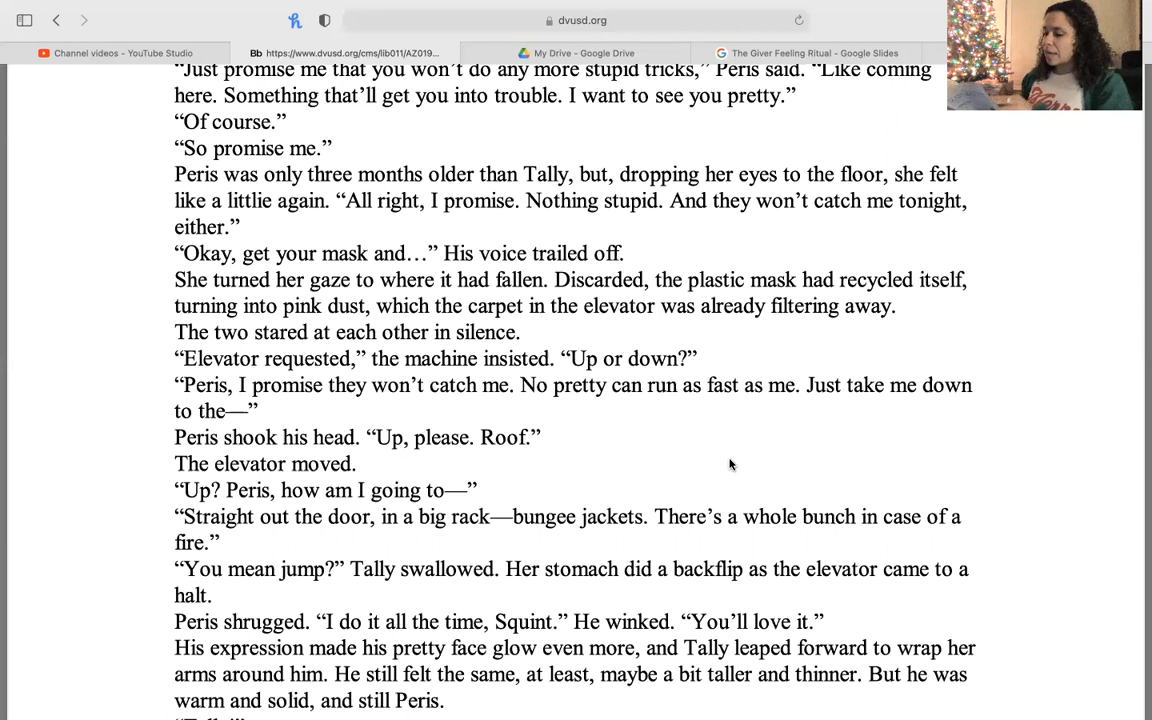 dvusd.org
Channel videos - YouTube Studio
Bb https://www.dvusd.org/cms/lib011/AZ019...
My Drive - Google Drive
The Giver Feeling Ritual - Google Slides
“Just promise me that you won’t do any more stupid tricks,” Peris said. “Like coming
here. Something that’ll get you into trouble. I want to see you pretty.”
“Of course.”
“So promise me.”
Peris was only three months older than Tally, but, dropping her eyes to the floor, she felt
like a littlie again. “All right, I promise. Nothing stupid. And they won’t catch me tonight,
either.”
“Okay, get your mask and…” His voice trailed off.
She turned her gaze to where it had fallen. Discarded, the plastic mask had recycled itself,
turning into pink dust, which the carpet in the elevator was already filtering away.
The two stared at each other in silence.
“Elevator requested,” the machine insisted. “Up or down?”
“Peris, I promise they won’t catch me. No pretty can run as fast as me. Just take me down
to the—”
Peris shook his head. “Up, please. Roof.”
The elevator moved.
“Up? Peris, how am I going to—”
“Straight out the door, in a big rack—bungee jackets. There’s a whole bunch in case of a
fire.”
“You mean jump?” Tally swallowed. Her stomach did a backflip as the elevator came to a
halt.
Peris shrugged. “I do it all the time, Squint.” He winked. “You’ll love it.”
His expression made his pretty face glow even more, and Tally leaped forward to wrap her
arms around him. He still felt the same, at least, maybe a bit taller and thinner. But he was
warm and solid, and still Peris.